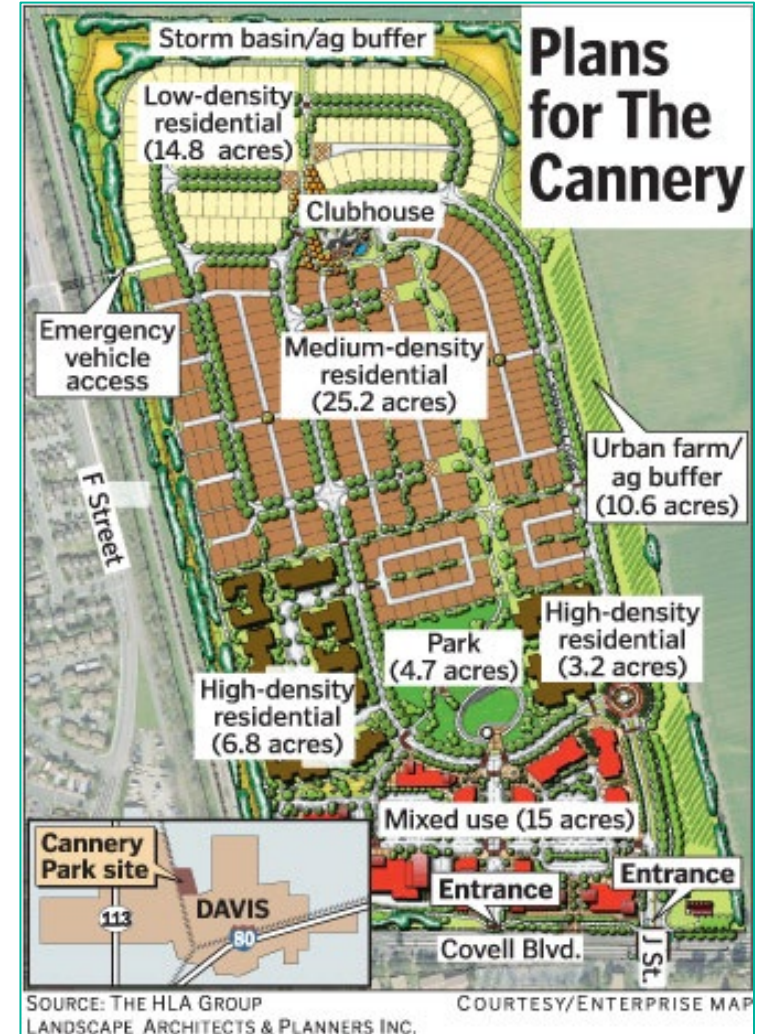 Plans
for The
Cannery
Storm basin/ag buffer
Low-density
residential
(14.8 acres)
Clubhouse
Emergency
vehicle
access
Medium-density
residential
(25.2 acres)
Urban farm/
ag buffer
(10.6 acres)
F Street
High-density
residential
(3.2 acres)
Park
(4.7 acres)
High-density
residential
(6.8 acres)
Mixed use (15 acres)
Entrance
Entrance
Covell Blvd.
J St.
Cannery
Park site
DAVIS
113
80
SOURCE: THE HLA GROUP
LANDSCAPE ARCHITECTS & PLANNERS INC.
COURTESY/ENTERPRISE MAP